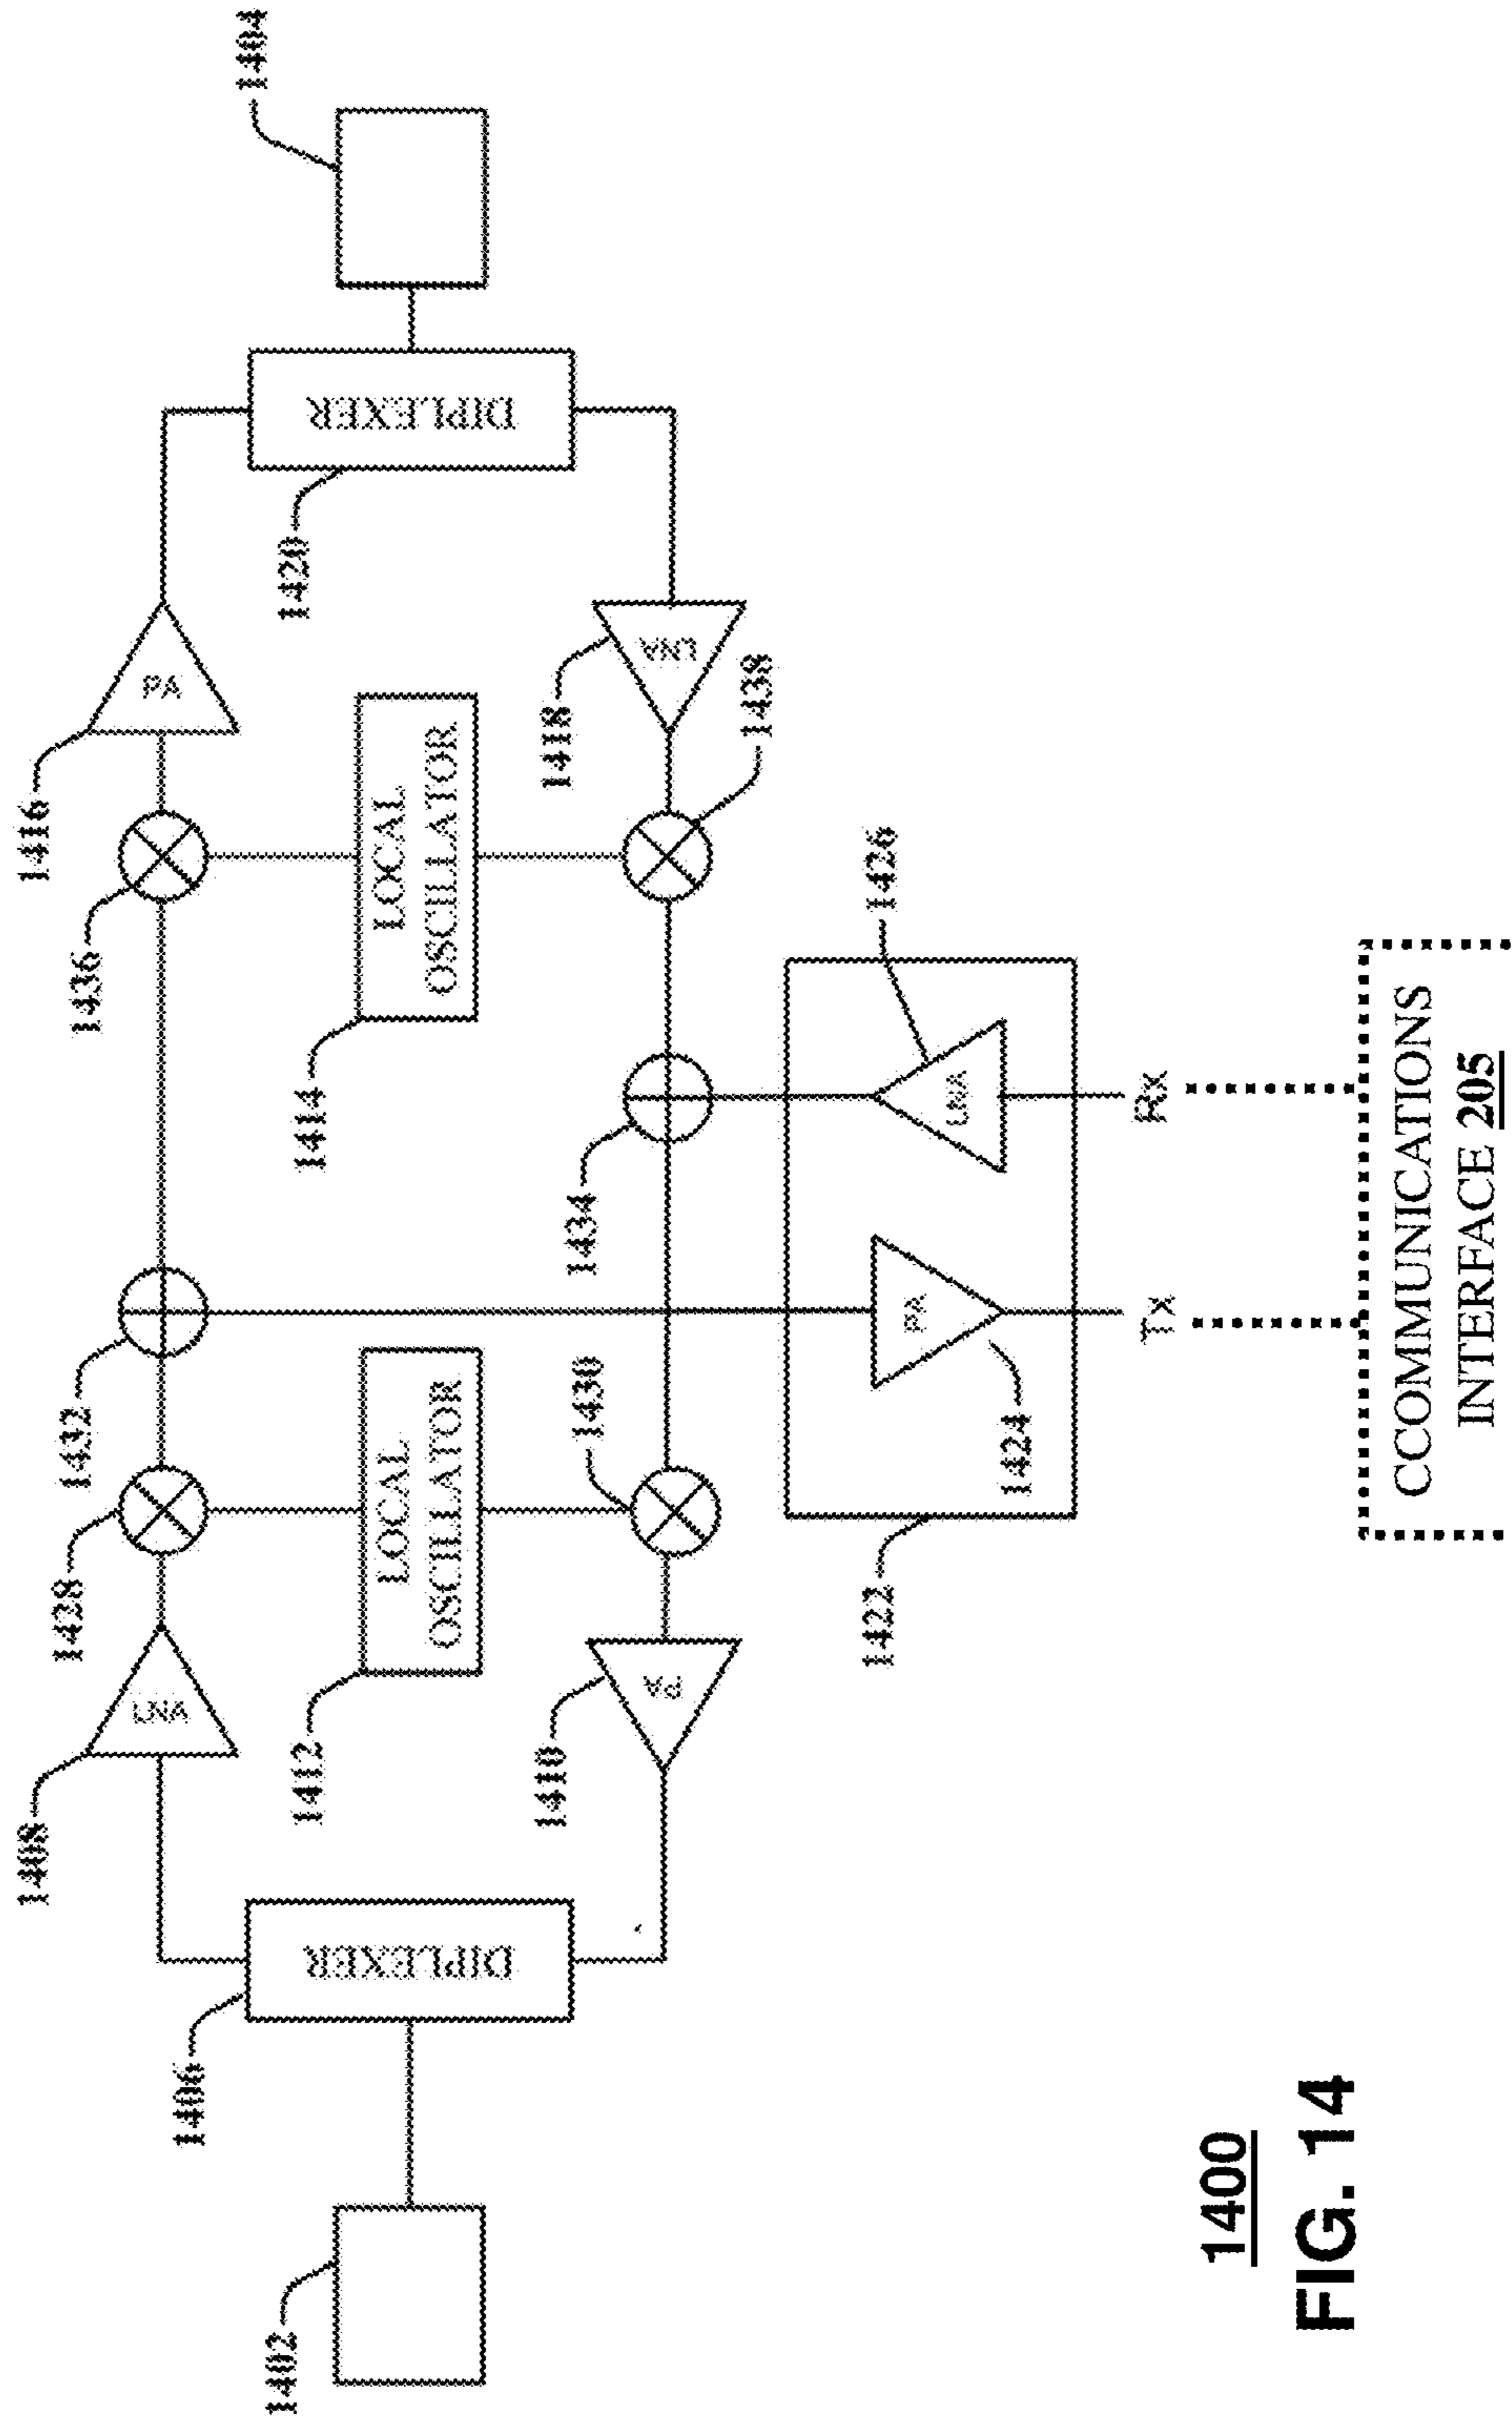 1404
1416
PA
1436
1420
DIPLEXER
LOCAL
OSCILLATOR
1414
1418
LNA
1438
1432
1434
1426
LNA
RX
1428
LOCAL
OSCILLATOR
1412
1430
PA
1424
TX
1422
CCOMMUNICATIONS
INTERFACE 205
1408
LNA
1410
PA
1406
DIPLEXER
1402
1400
FIG. 14